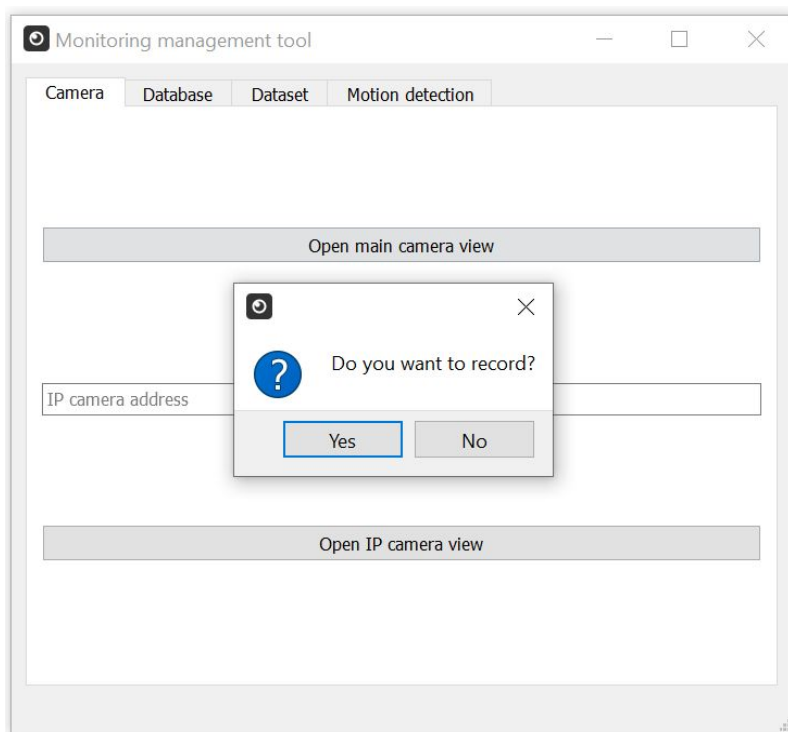 Monitoring management tool
Camera Database Dataset Motion detection
Open main camera view
Do you want to record?
IP camera address
Yes No
Open IP camera view